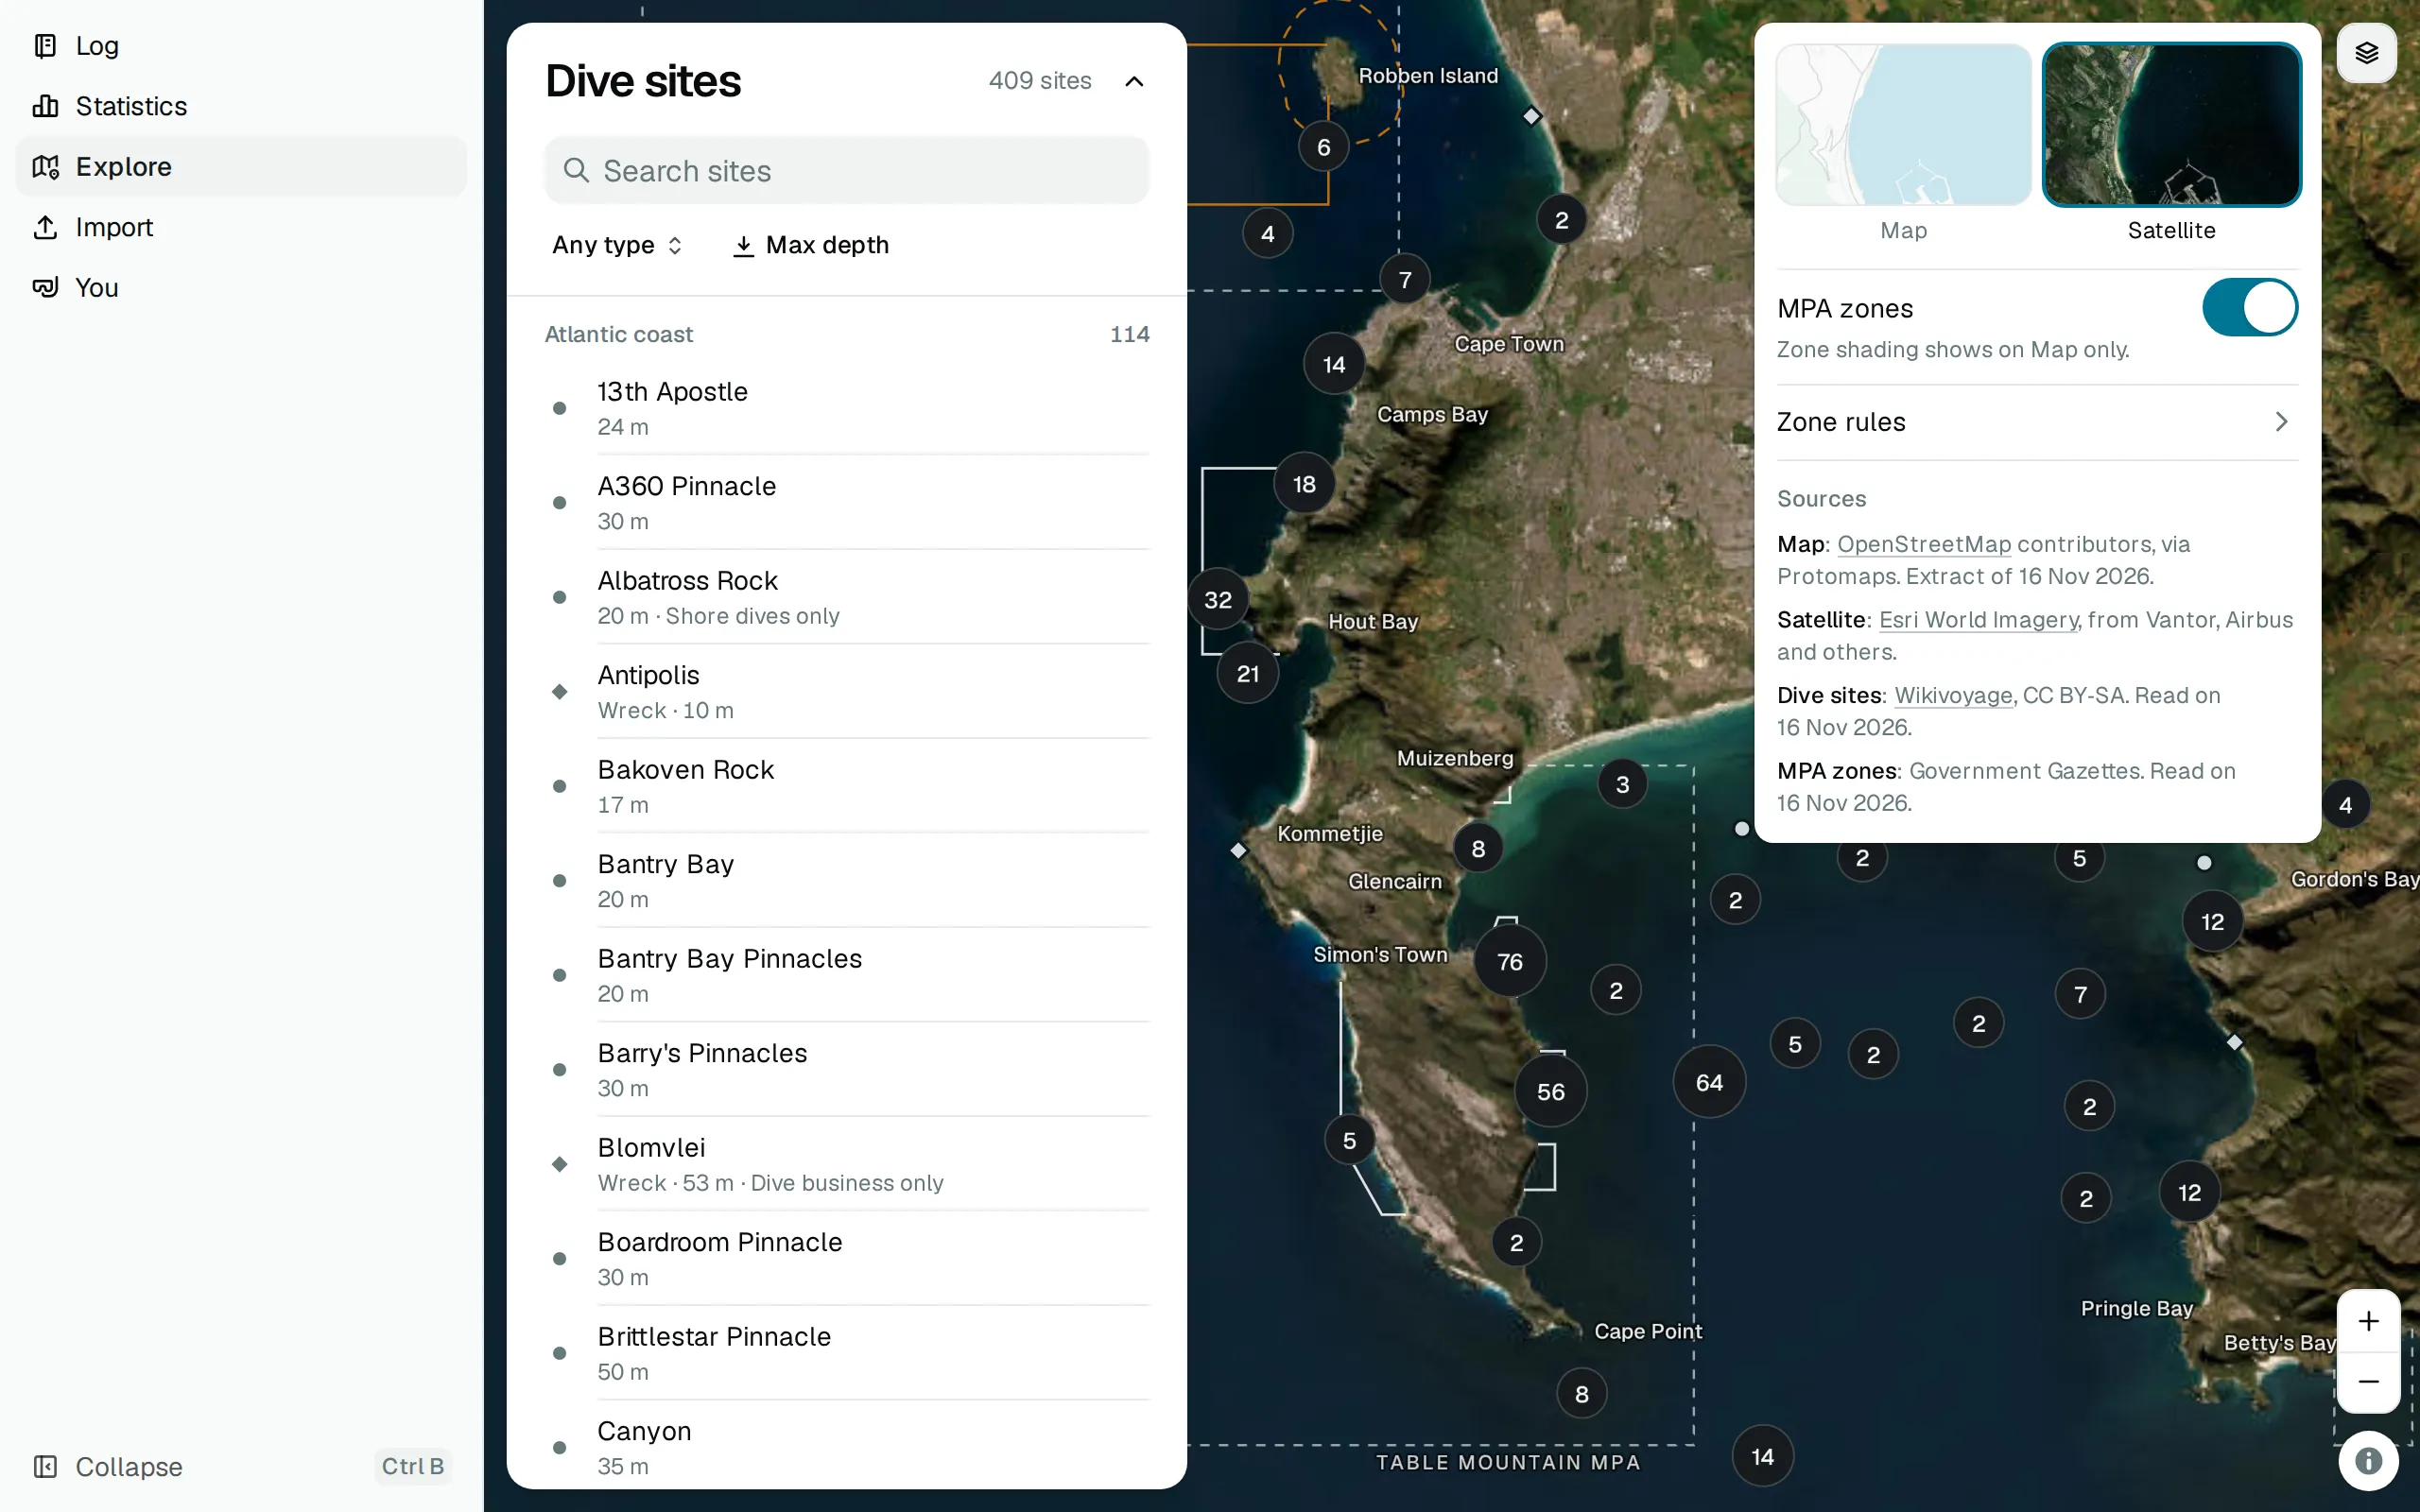 Log
Statistics
Explore
Import
You
Collapse
Ctrl B
Dive sites
409 sites
Search sites
Any type
Max depth
Atlantic coast
114
13th Apostle
24 m
A360 Pinnacle
30 m
Albatross Rock
20 m · Shore dives only
Antipolis
Wreck · 10 m
Bakoven Rock
17 m
Bantry Bay
20 m
Bantry Bay Pinnacles
20 m
Barry's Pinnacles
30 m
Blomvlei
Wreck · 53 m · Dive business only
Boardroom Pinnacle
30 m
Brittlestar Pinnacle
50 m
Canyon
35 m
Robben Island
6
4
2
7
Cape Town
14
Camps Bay
18
32
Hout Bay
21
Muizenberg
3
Kommetjie
8
Glencairn
2
2
5
4
Gordon's Bay
12
Simon's Town
76
2
7
2
5
2
56
64
2
5
2
12
2
Pringle Bay
Cape Point
Betty's Bay
8
14
TABLE MOUNTAIN MPA
Map
Satellite
MPA zones
Zone shading shows on Map only.
Zone rules
Sources
Map: OpenStreetMap contributors, via
Protomaps. Extract of 16 Nov 2026.
Satellite: Esri World Imagery, from Vantor, Airbus
and others.
Dive sites: Wikivoyage, CC BY-SA. Read on
16 Nov 2026.
MPA zones: Government Gazettes. Read on
16 Nov 2026.